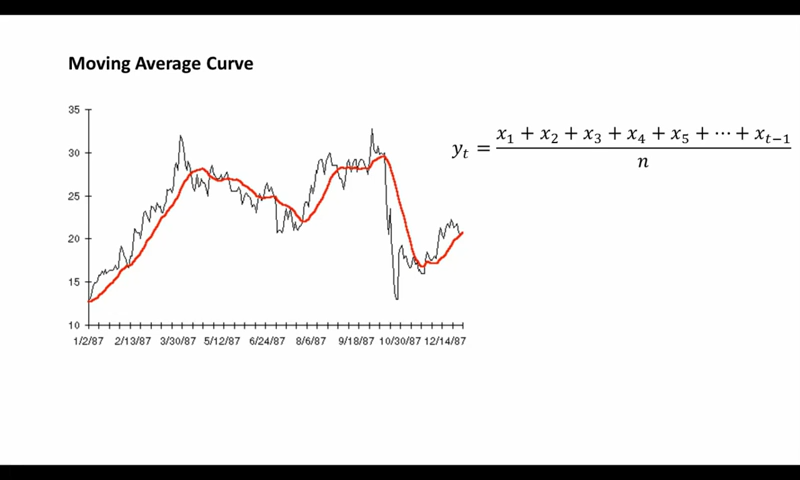 Moving Average Curve
35
30
25
20
15
10
1/2/87 2/13/87 3/30/87 5/12/87 6/24/87 8/6/87 9/18/87 10/30/87 12/14/87
y_t = (x_1 + x_2 + x_3 + x_4 + x_5 + ⋯ + x_{t−1}) / n